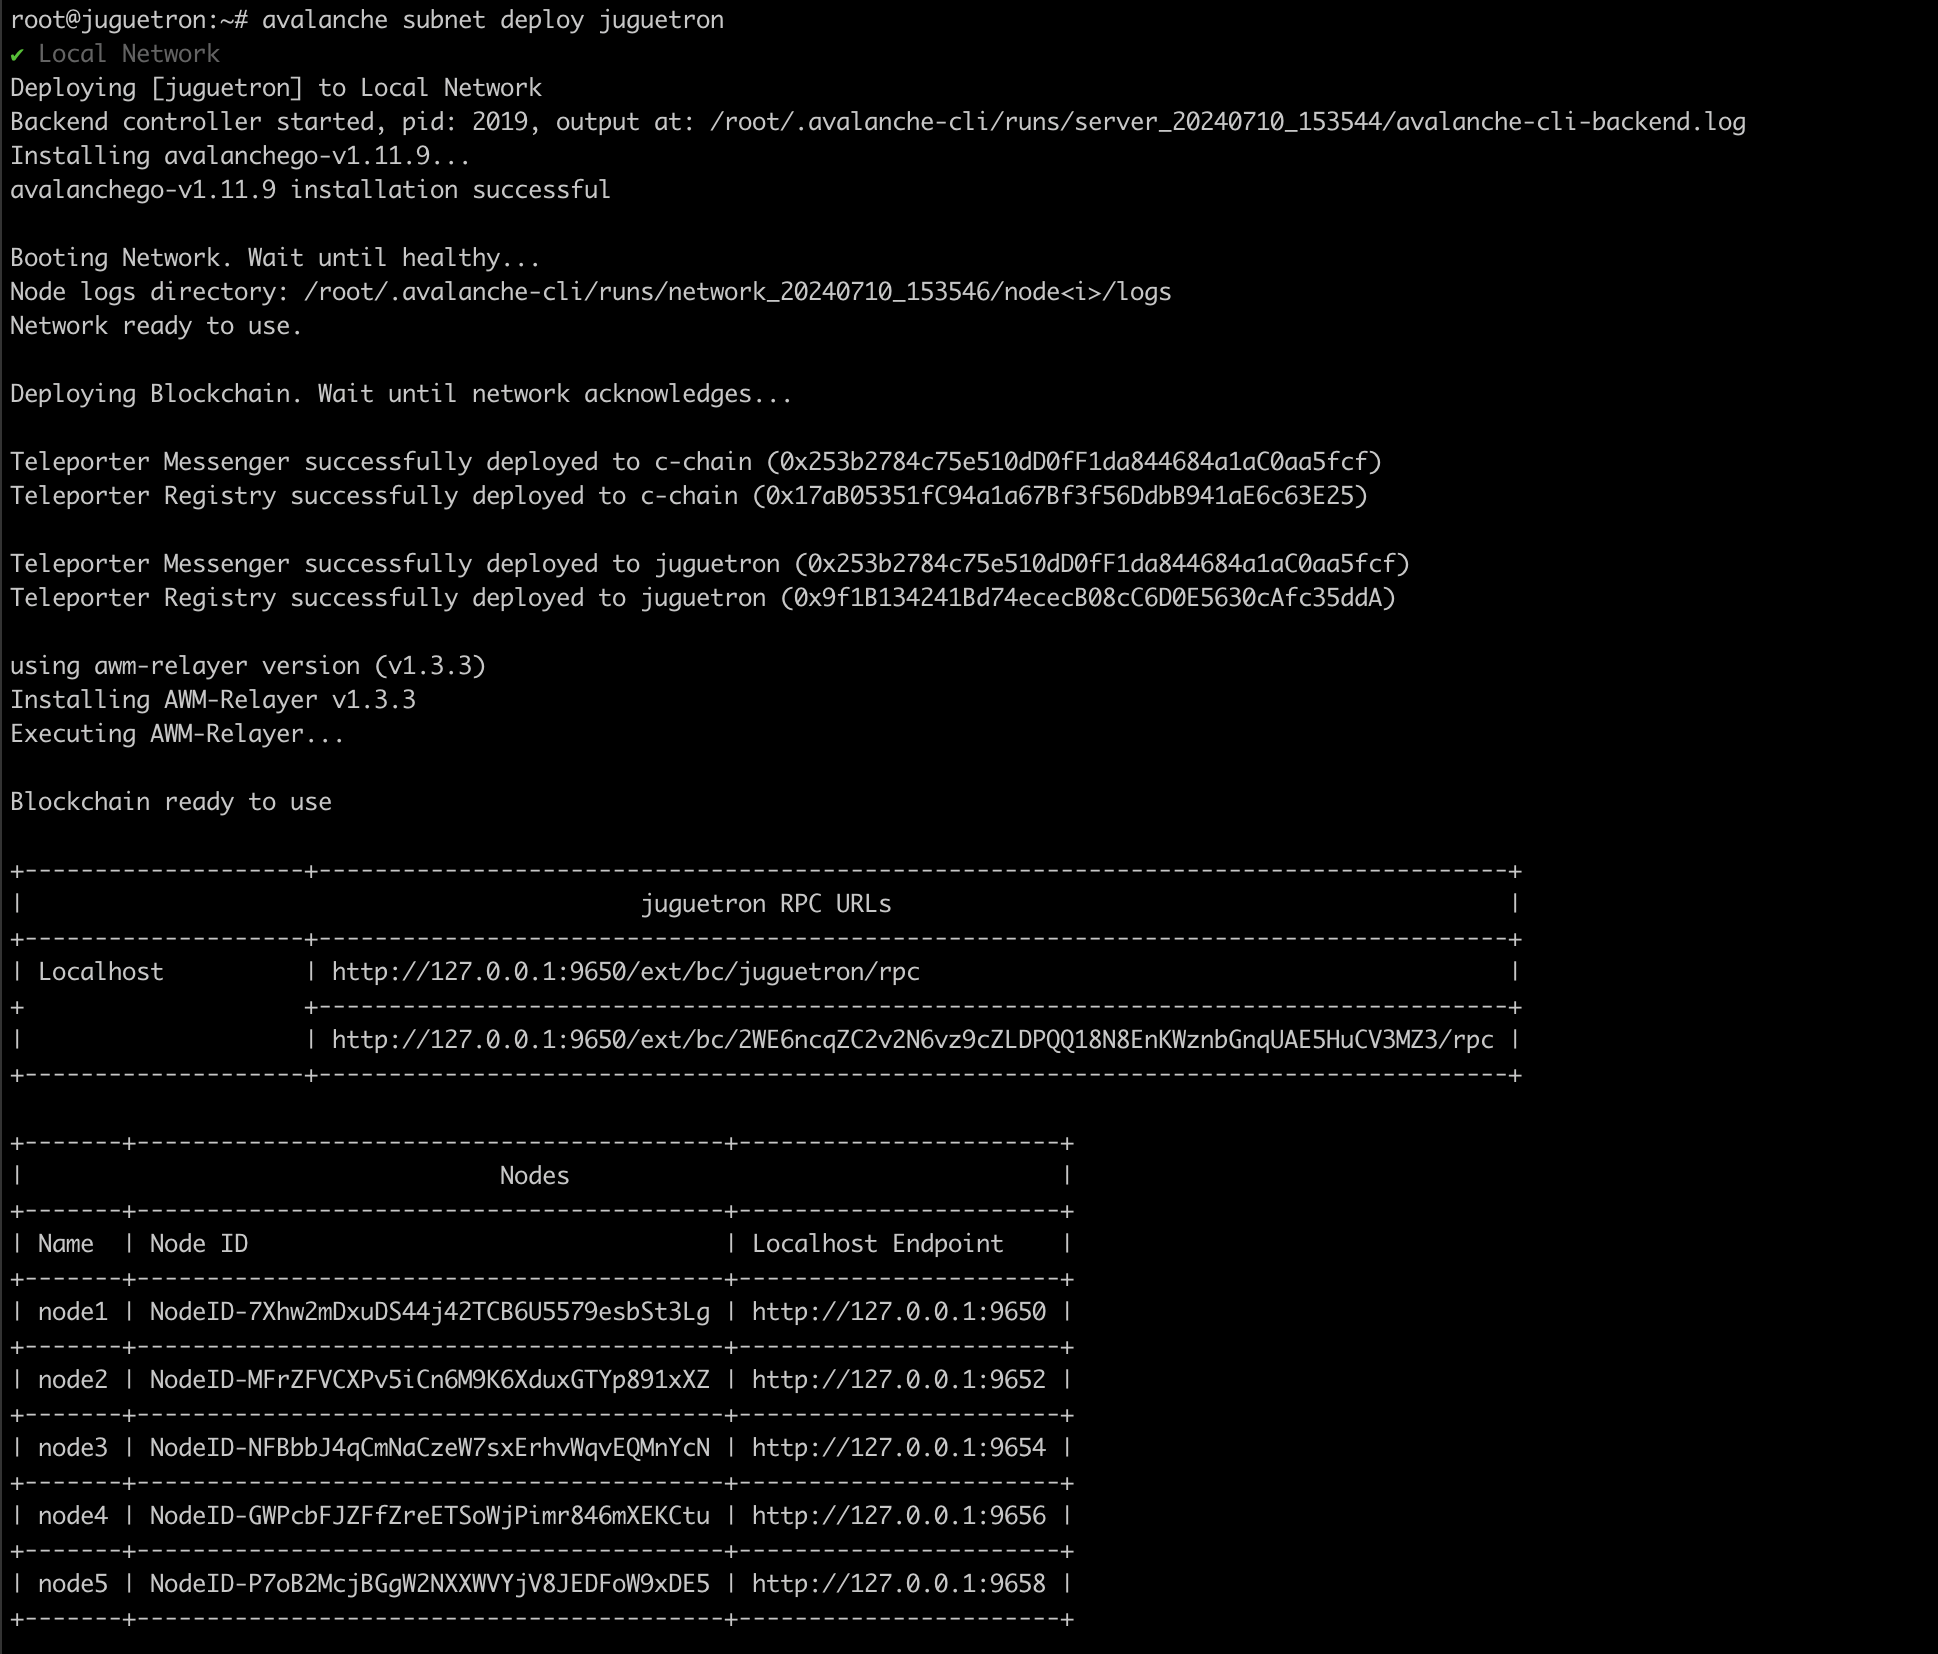 root@juguetron:~# avalanche subnet deploy juguetron
✔ Local Network
Deploying [juguetron] to Local Network
Backend controller started, pid: 2019, output at: /root/.avalanche-cli/runs/server_20240710_153544/avalanche-cli-backend.log
Installing avalanchego-v1.11.9...
avalanchego-v1.11.9 installation successful

Booting Network. Wait until healthy...
Node logs directory: /root/.avalanche-cli/runs/network_20240710_153546/node<i>/logs
Network ready to use.

Deploying Blockchain. Wait until network acknowledges...

Teleporter Messenger successfully deployed to c-chain (0x253b2784c75e510dD0fF1da844684a1aC0aa5fcf)
Teleporter Registry successfully deployed to c-chain (0x17aB05351fC94a1a67Bf3f56DdbB941aE6c63E25)

Teleporter Messenger successfully deployed to juguetron (0x253b2784c75e510dD0fF1da844684a1aC0aa5fcf)
Teleporter Registry successfully deployed to juguetron (0x9f1B134241Bd74ececB08cC6D0E5630cAfc35ddA)

using awm-relayer version (v1.3.3)
Installing AWM-Relayer v1.3.3
Executing AWM-Relayer...

Blockchain ready to use

juguetron RPC URLs
| Localhost | http://127.0.0.1:9650/ext/bc/juguetron/rpc |
| | http://127.0.0.1:9650/ext/bc/2WE6ncqZC2v2N6vz9cZLDPQQ18N8EnKWznbGnqUAE5HuCV3MZ3/rpc |

Nodes
| Name | Node ID | Localhost Endpoint |
| node1 | NodeID-7Xhw2mDxuDS44j42TCB6U5579esbSt3Lg | http://127.0.0.1:9650 |
| node2 | NodeID-MFrZFVCXPv5iCn6M9K6XduxGTYp891xXZ | http://127.0.0.1:9652 |
| node3 | NodeID-NFBbbJ4qCmNaCzeW7sxErhvWqvEQMnYcN | http://127.0.0.1:9654 |
| node4 | NodeID-GWPcbFJZFfZreETSoWjPimr846mXEKCtu | http://127.0.0.1:9656 |
| node5 | NodeID-P7oB2McjBGgW2NXXWVYjV8JEDFoW9xDE5 | http://127.0.0.1:9658 |